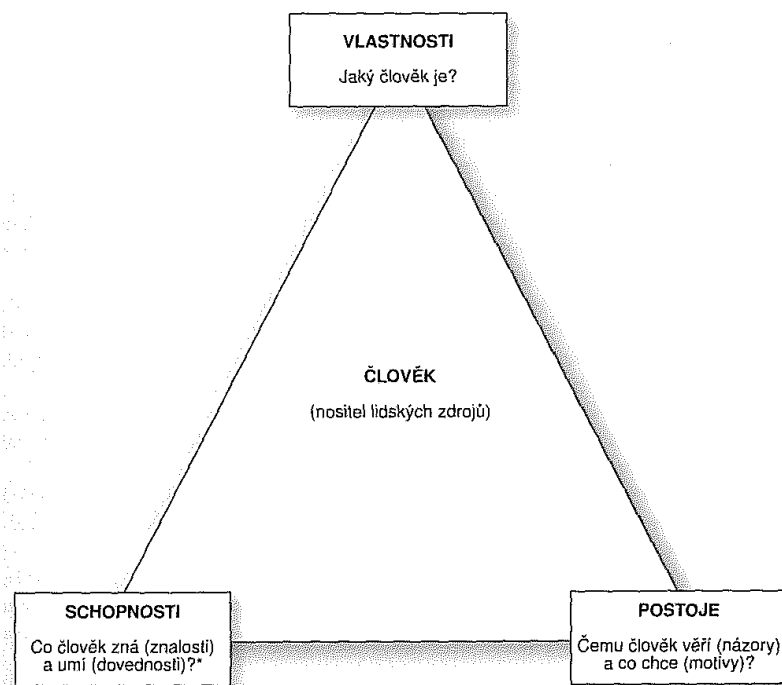 VLASTNOSTI
Jaký člověk je?
ČLOVĚK
(nositel lidských zdrojů)
SCHOPNOSTI
Co člověk zná (znalosti)
a umí (dovednosti)?*
POSTOJE
Čemu člověk věří (názory)
a co chce (motivy)?